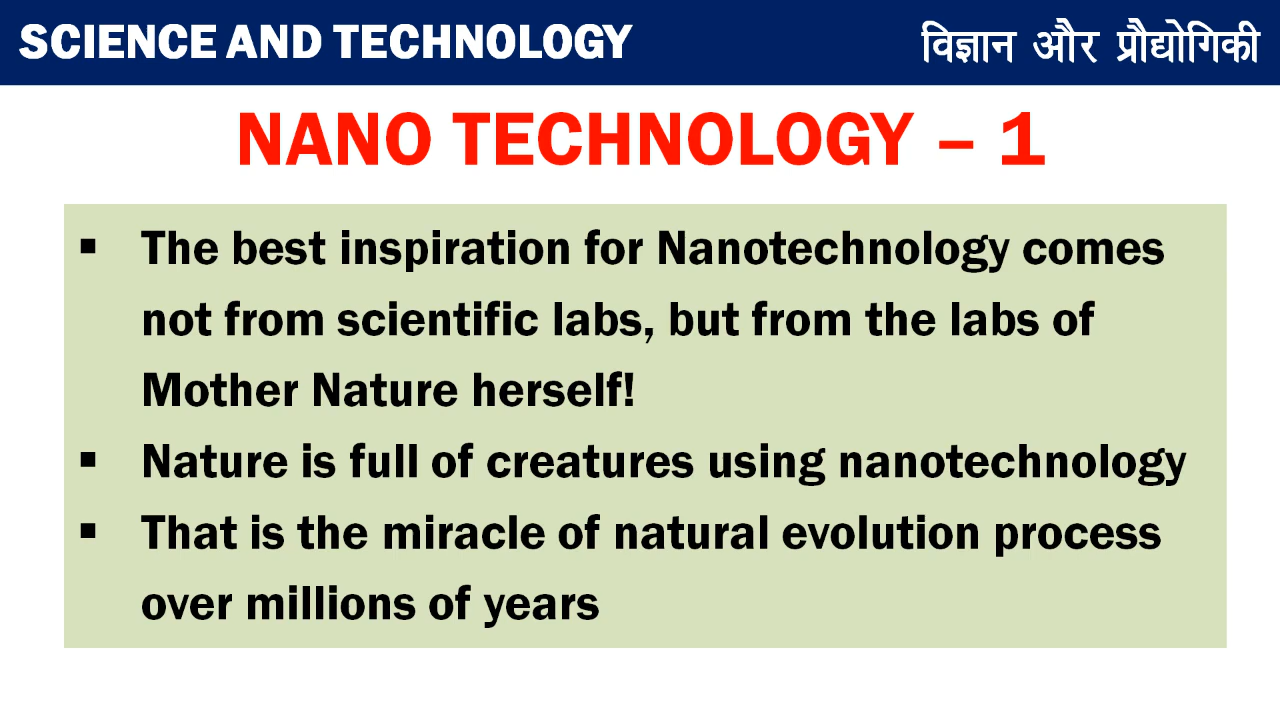 SCIENCE AND TECHNOLOGY
विज्ञान और प्रौद्योगिकी
NANO TECHNOLOGY – 1
▪ The best inspiration for Nanotechnology comes
not from scientific labs, but from the labs of
Mother Nature herself!
▪ Nature is full of creatures using nanotechnology
▪ That is the miracle of natural evolution process
over millions of years